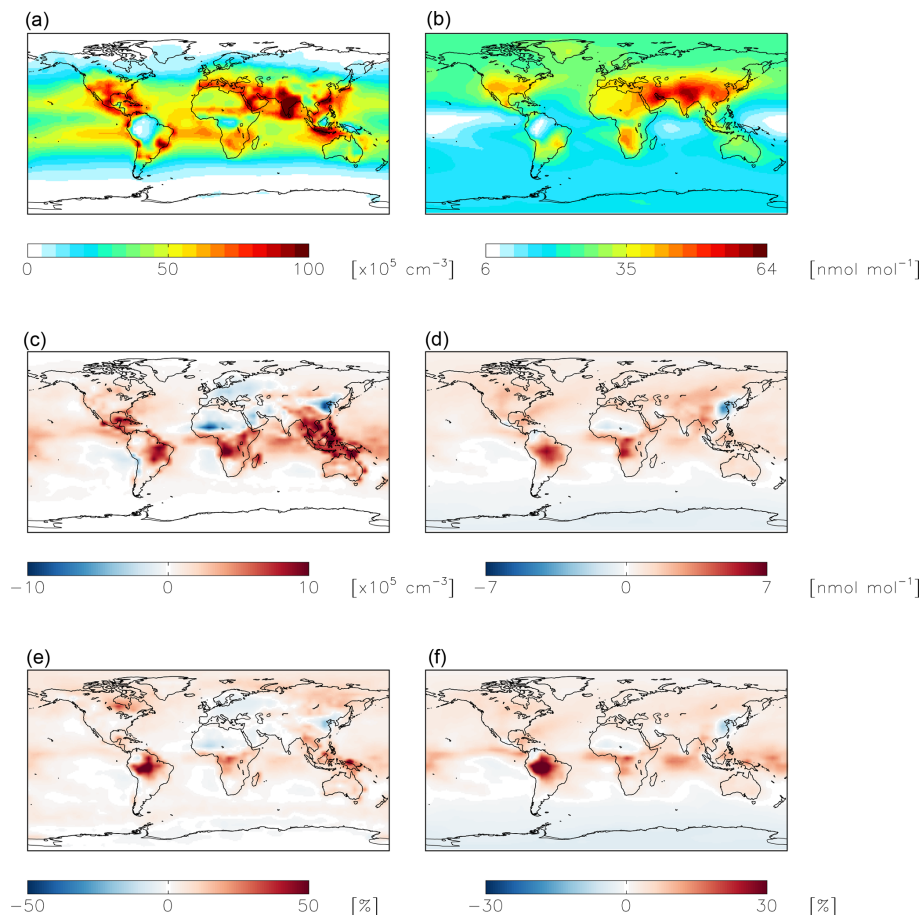 (a) (b)
0 50 100 [x10⁵ cm⁻³] 6 35 64 [nmol mol⁻¹]
(c) (d)
−10 0 10 [x10⁵ cm⁻³] −7 0 7 [nmol mol⁻¹]
(e) (f)
−50 0 50 [%] −30 0 30 [%]